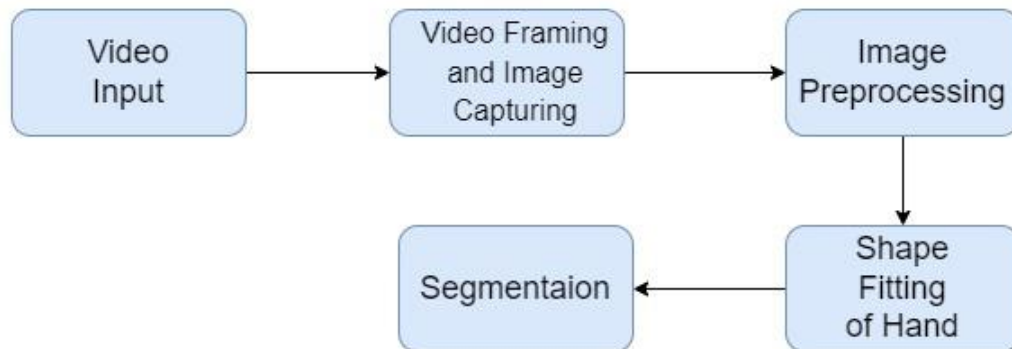 Video
Input
Video Framing
and Image
Capturing
Image
Preprocessing
Shape
Fitting
of Hand
Segmentaion